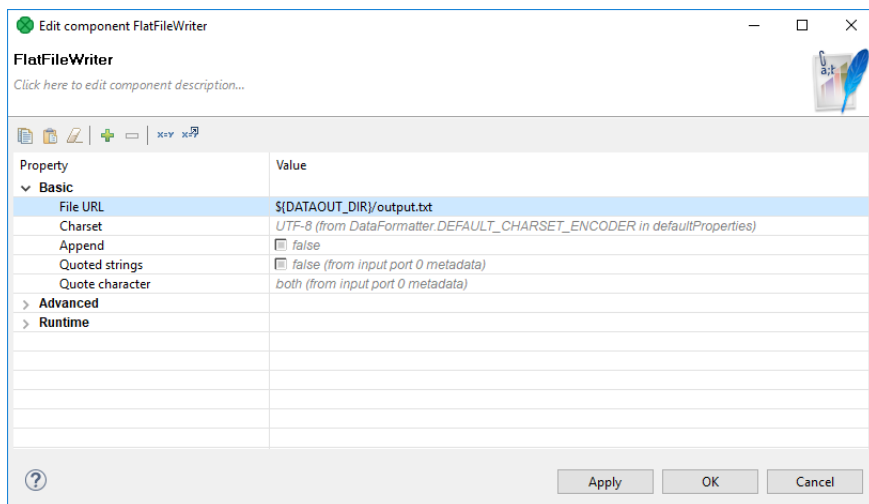 Edit component FlatFileWriter
FlatFileWriter
a;t
Click here to edit component description...
x=y x=?
Property Value
Basic
File URL ${DATAOUT_DIR}/output.txt
Charset UTF-8 (from DataFormatter.DEFAULT_CHARSET_ENCODER in defaultProperties)
Append false
Quoted strings false (from input port 0 metadata)
Quote character both (from input port 0 metadata)
Advanced
Runtime
? Apply OK Cancel